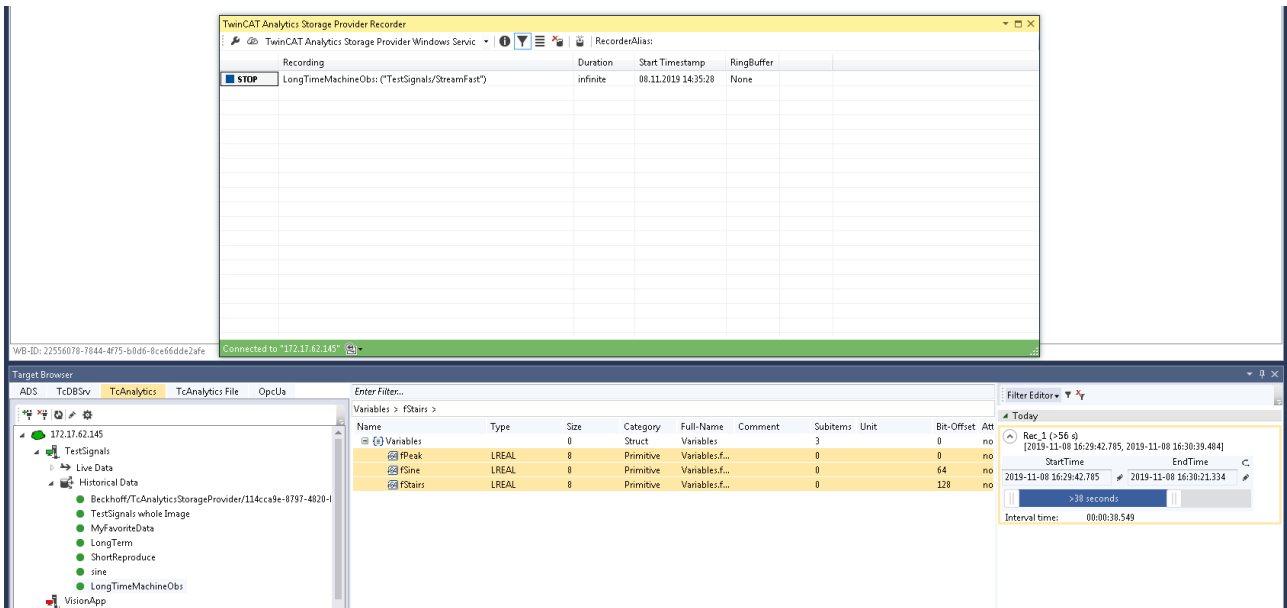 TwinCAT Analytics Storage Provider Recorder
TwinCAT Analytics Storage Provider Windows Servic RecorderAlias:
Recording Duration Start Timestamp RingBuffer
STOP LongTimeMachineObs: ("TestSignals/StreamFast") infinite 08.11.2019 14:35:28 None
WB-ID: 22556078-7844-4f75-b0d6-8ce66dde2afe
Connected to "172.17.62.145"
Target Browser
ADS TcDBSrv TcAnalytics TcAnalytics File OpcUa
172.17.62.145
TestSignals
Live Data
Historical Data
Beckhoff/TcAnalyticsStorageProvider/114cca9e-8797-4820-
TestSignals whole Image
MyFavoriteData
LongTerm
ShortReproduce
sine
LongTimeMachineObs
VisionApp
Enter Filter...
Variables > fStairs >
Name Type Size Category Full-Name Comment Subitems Unit Bit-Offset Att
Variables 0 Struct Variables 3 0 no
fPeak LREAL 8 Primitive Variables.f... 0 0 no
fSine LREAL 8 Primitive Variables.f... 0 64 no
fStairs LREAL 8 Primitive Variables.f... 0 128 no
Filter Editor
Today
Rec_1 (>56 s)
[2019-11-08 16:29:42.785, 2019-11-08 16:30:39.484]
StartTime EndTime
2019-11-08 16:29:42.785 2019-11-08 16:30:21.334
>38 seconds
Interval time: 00:00:38.549